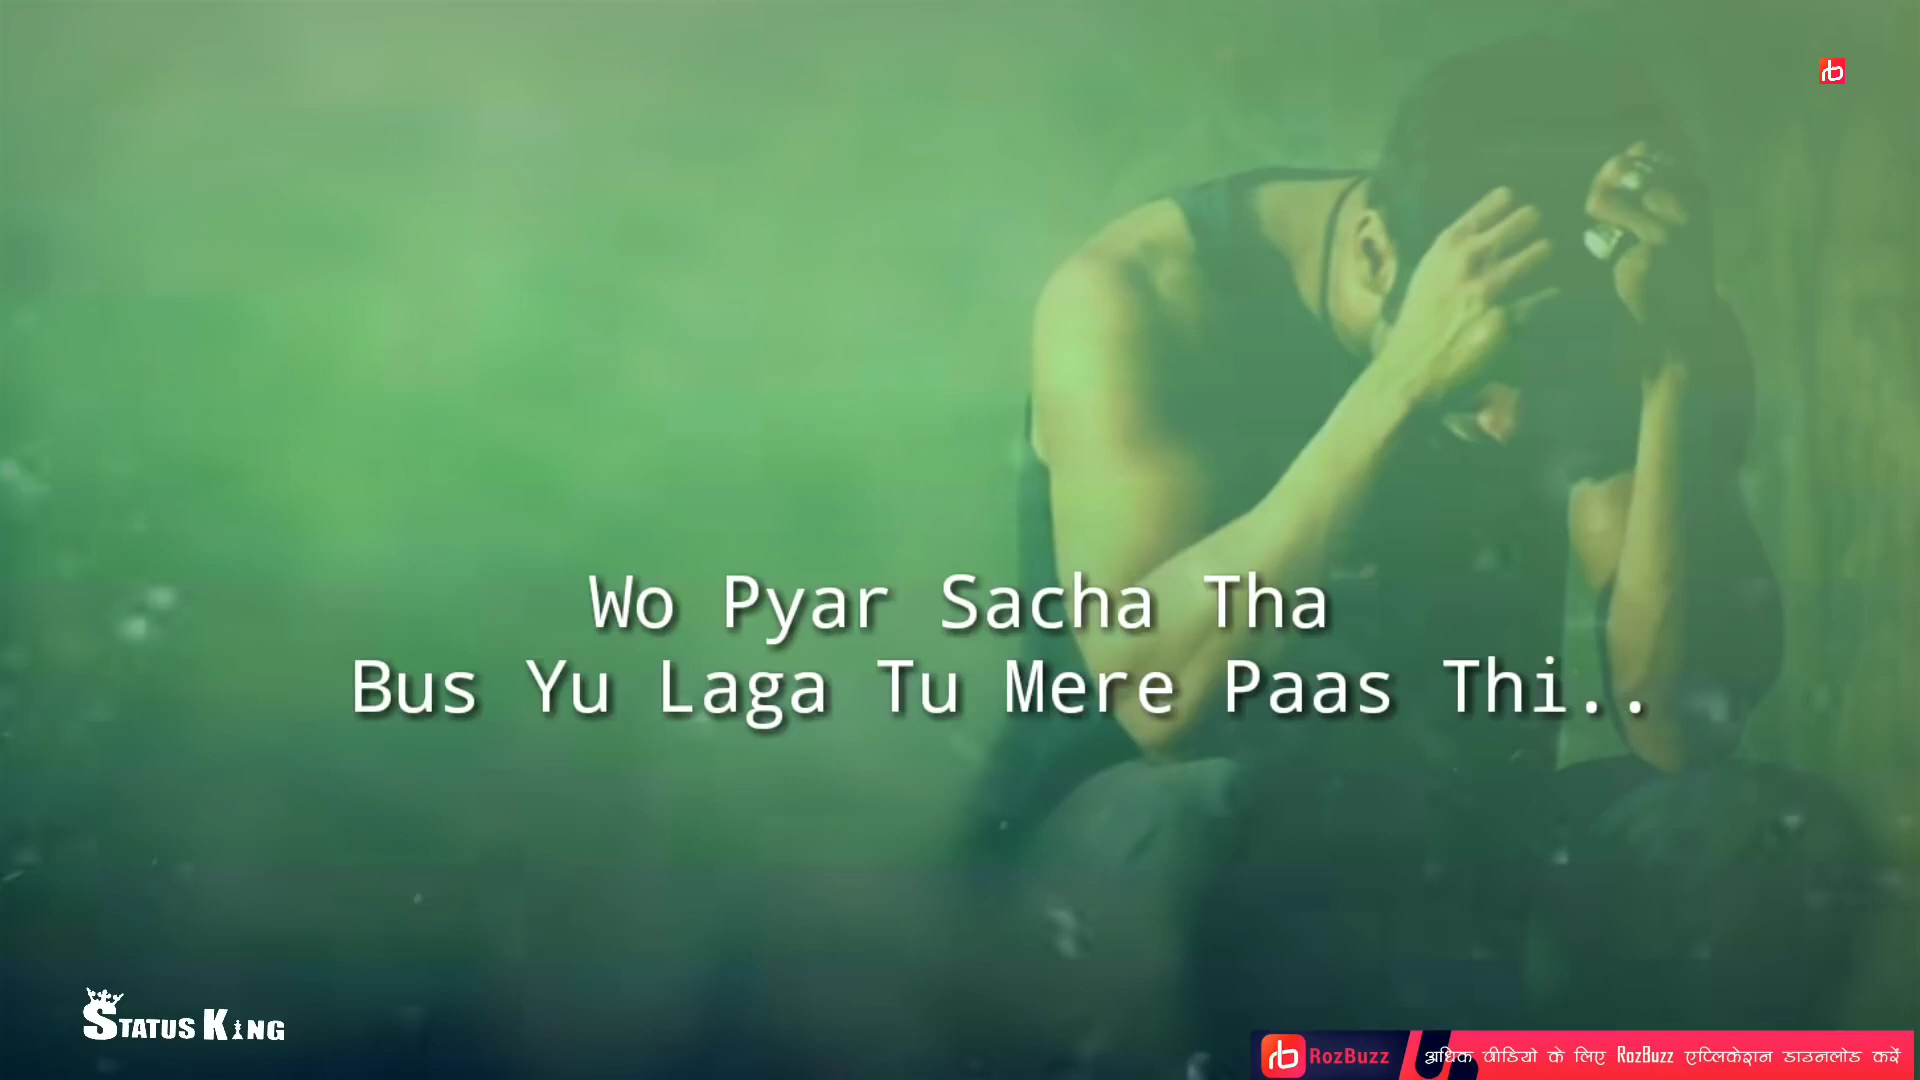 Wo Pyar Sacha Tha
Bus Yu Laga Tu Mere Paas Thi..
STATUS KING
RozBuzz
अधिक वीडियो के लिए RozBuzz एप्लिकेशन डाउनलोड करें